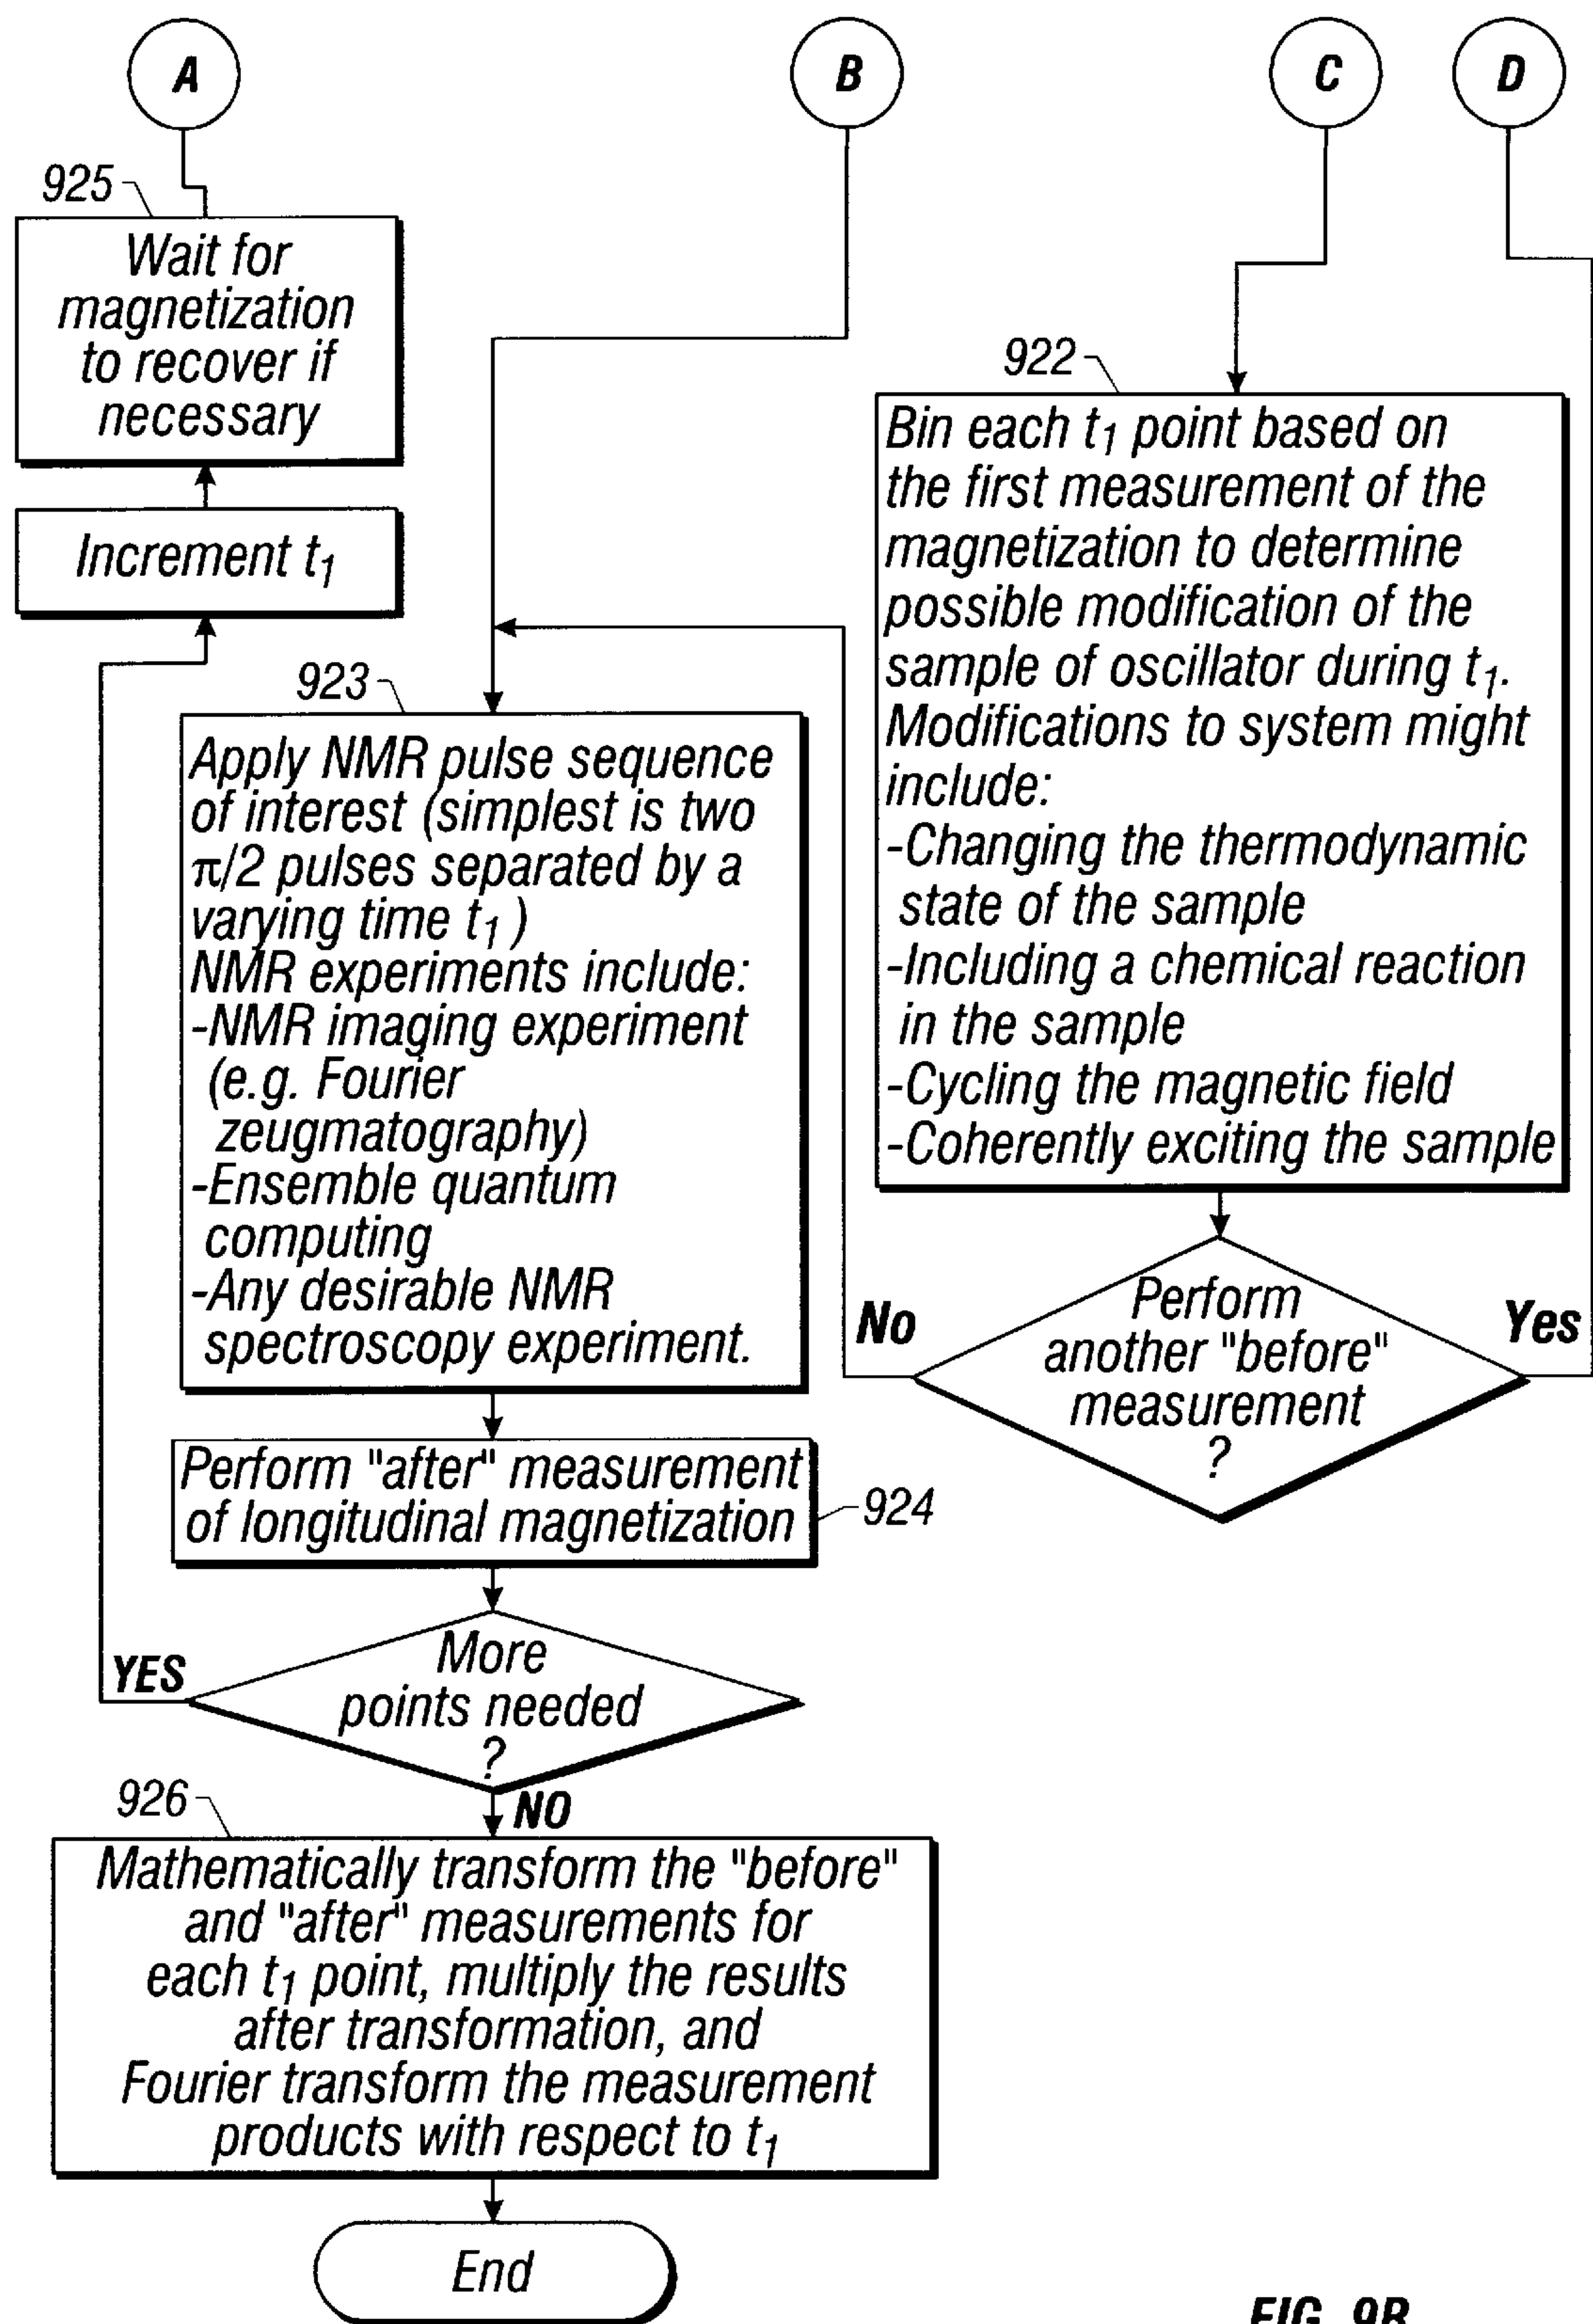 A
B
C
D
925
Wait for
magnetization
to recover if
necessary
Increment t1
922
Bin each t1 point based on
the first measurement of the
magnetization to determine
possible modification of the
sample of oscillator during t1.
Modifications to system might
include:
-Changing the thermodynamic
state of the sample
-Including a chemical reaction
in the sample
-Cycling the magnetic field
-Coherently exciting the sample
923
Apply NMR pulse sequence
of interest (simplest is two
π/2 pulses separated by a
varying time t1 )
NMR experiments include:
-NMR imaging experiment
(e.g. Fourier
zeugmatography)
-Ensemble quantum
computing
-Any desirable NMR
spectroscopy experiment.
No
Perform
another "before"
measurement
?
Yes
Perform "after" measurement
of longitudinal magnetization
924
YES
More
points needed
?
NO
926
Mathematically transform the "before"
and "after" measurements for
each t1 point, multiply the results
after transformation, and
Fourier transform the measurement
products with respect to t1
End
FIG. 9B